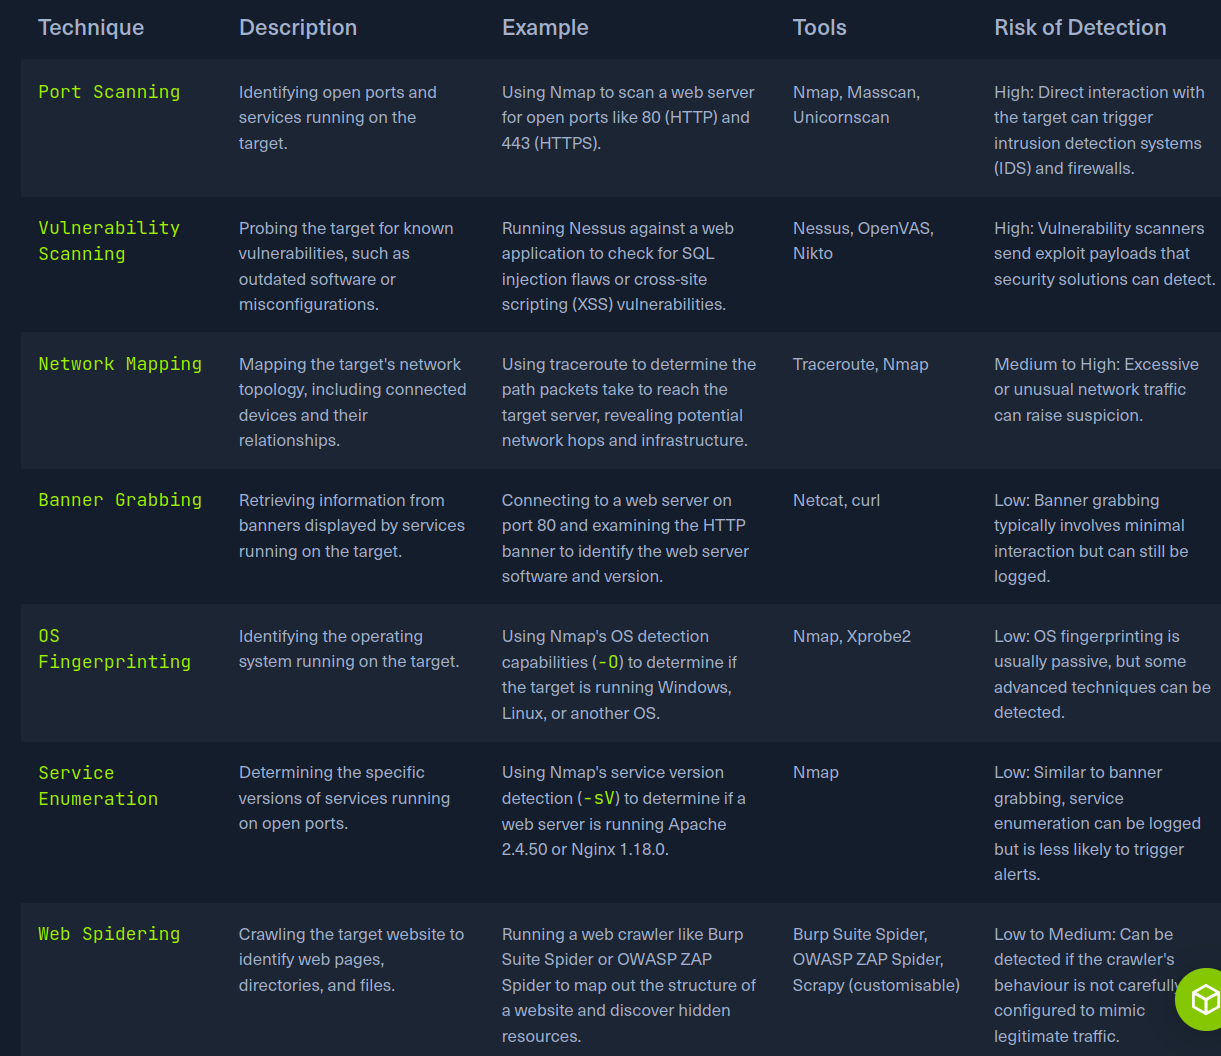 Technique Description Example Tools Risk of Detection
Port Scanning
Identifying open ports and
services running on the
target.
Using Nmap to scan a web server
for open ports like 80 (HTTP) and
443 (HTTPS).
Nmap, Masscan,
Unicornscan
High: Direct interaction with
the target can trigger
intrusion detection systems
(IDS) and firewalls.
Vulnerability
Scanning
Probing the target for known
vulnerabilities, such as
outdated software or
misconfigurations.
Running Nessus against a web
application to check for SQL
injection flaws or cross-site
scripting (XSS) vulnerabilities.
Nessus, OpenVAS,
Nikto
High: Vulnerability scanners
send exploit payloads that
security solutions can detect.
Network Mapping
Mapping the target's network
topology, including connected
devices and their
relationships.
Using traceroute to determine the
path packets take to reach the
target server, revealing potential
network hops and infrastructure.
Traceroute, Nmap
Medium to High: Excessive
or unusual network traffic
can raise suspicion.
Banner Grabbing
Retrieving information from
banners displayed by services
running on the target.
Connecting to a web server on
port 80 and examining the HTTP
banner to identify the web server
software and version.
Netcat, curl
Low: Banner grabbing
typically involves minimal
interaction but can still be
logged.
OS
Fingerprinting
Identifying the operating
system running on the target.
Using Nmap's OS detection
capabilities (-O) to determine if
the target is running Windows,
Linux, or another OS.
Nmap, Xprobe2
Low: OS fingerprinting is
usually passive, but some
advanced techniques can be
detected.
Service
Enumeration
Determining the specific
versions of services running
on open ports.
Using Nmap's service version
detection (-sV) to determine if a
web server is running Apache
2.4.50 or Nginx 1.18.0.
Nmap
Low: Similar to banner
grabbing, service
enumeration can be logged
but is less likely to trigger
alerts.
Web Spidering
Crawling the target website to
identify web pages,
directories, and files.
Running a web crawler like Burp
Suite Spider or OWASP ZAP
Spider to map out the structure of
a website and discover hidden
resources.
Burp Suite Spider,
OWASP ZAP Spider,
Scrapy (customisable)
Low to Medium: Can be
detected if the crawler's
behaviour is not carefully
configured to mimic
legitimate traffic.